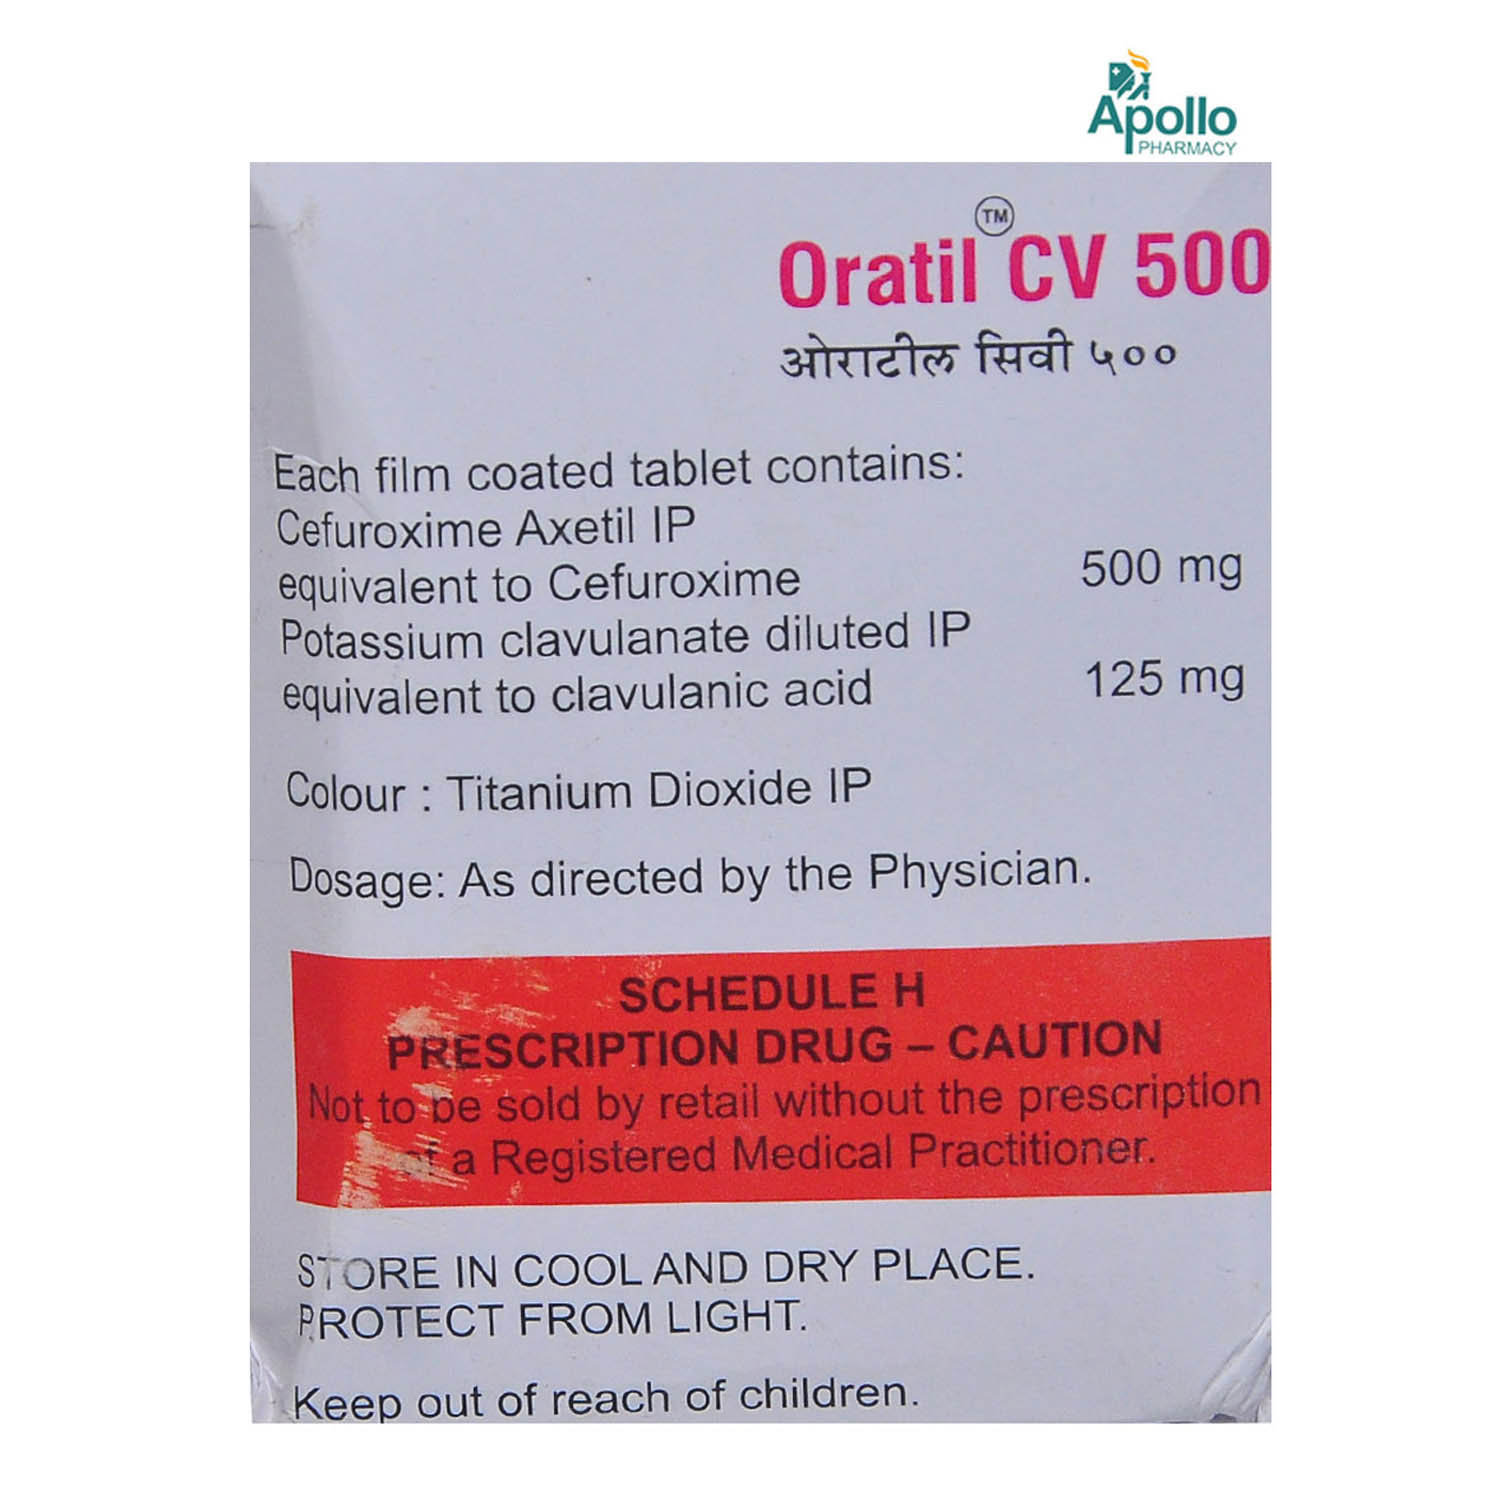 Apollo
PHARMACY
Oratil™ CV 500
ओराटील सिवी ५००
Each film coated tablet contains:
Cefuroxime Axetil IP
equivalent to Cefuroxime 500 mg
Potassium clavulanate diluted IP
equivalent to clavulanic acid 125 mg
Colour : Titanium Dioxide IP
Dosage: As directed by the Physician.
SCHEDULE H
PRESCRIPTION DRUG – CAUTION
Not to be sold by retail without the prescription
of a Registered Medical Practitioner.
STORE IN COOL AND DRY PLACE.
PROTECT FROM LIGHT.
Keep out of reach of children.